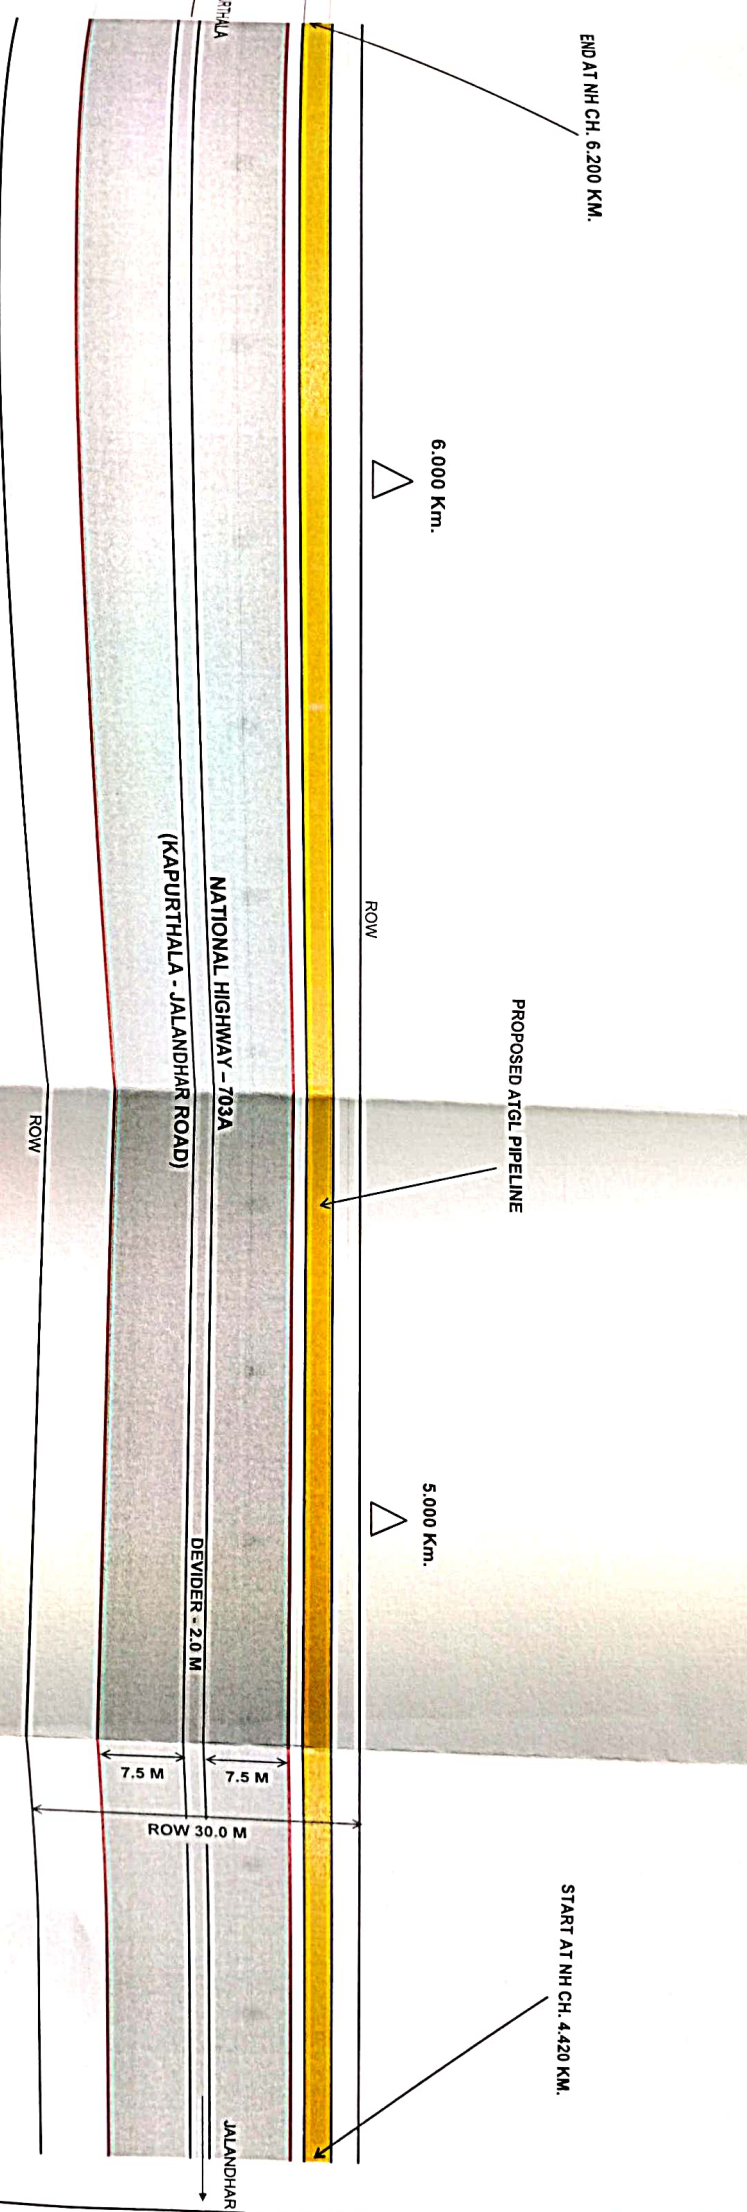 RTHALA
END AT NH CH. 6.200 KM.
6.000 Km.
ROW
PROPOSED ATGL PIPELINE
NATIONAL HIGHWAY – 703A
(KAPURTHALA - JALANDHAR ROAD)
ROW
5.000 Km.
DEVIDER - 2.0 M
7.5 M
7.5 M
ROW 30.0 M
START AT NH CH. 4.420 KM.
JALANDHAR